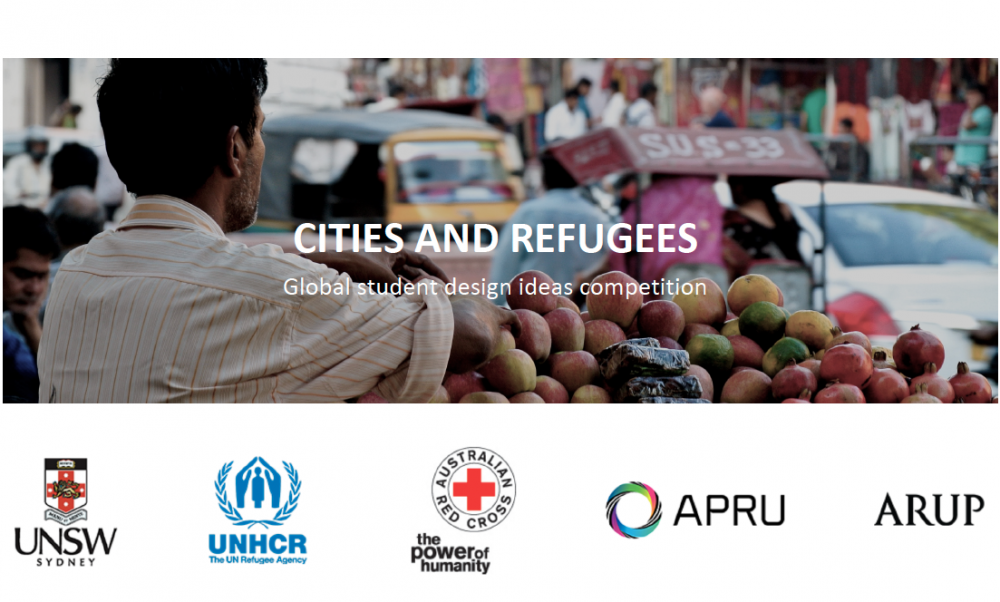 SUS-33
CITIES AND REFUGEES
Global student design ideas competition
UNSW
SYDNEY
UNHCR
The UN Refugee Agency
AUSTRALIAN
RED CROSS
the
power of
humanity
APRU
ARUP